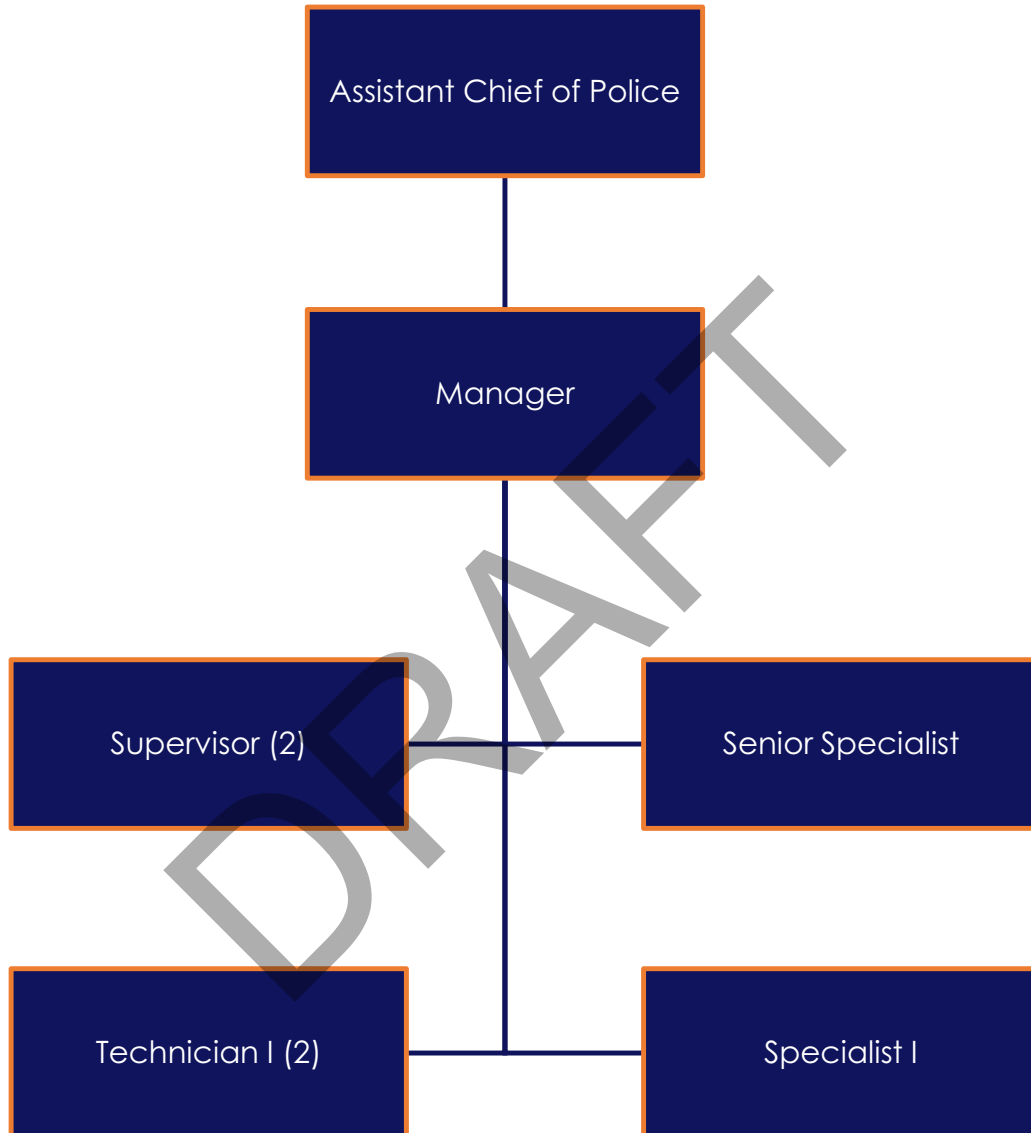 Assistant Chief of Police
Manager
Supervisor (2)
Senior Specialist
Technician I (2)
Specialist I
DRAFT